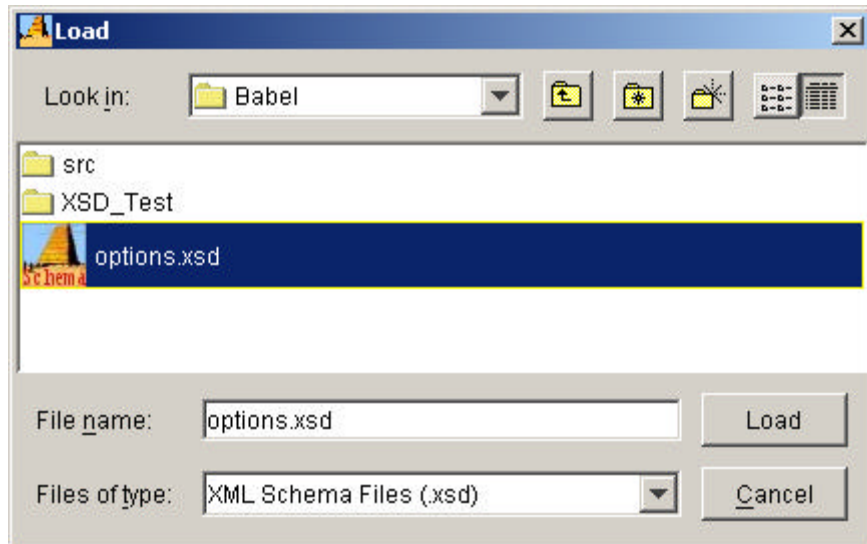 Load
Look in: Babel
src
XSD_Test
Schema options.xsd
File name: options.xsd Load
Files of type: XML Schema Files (.xsd) Cancel